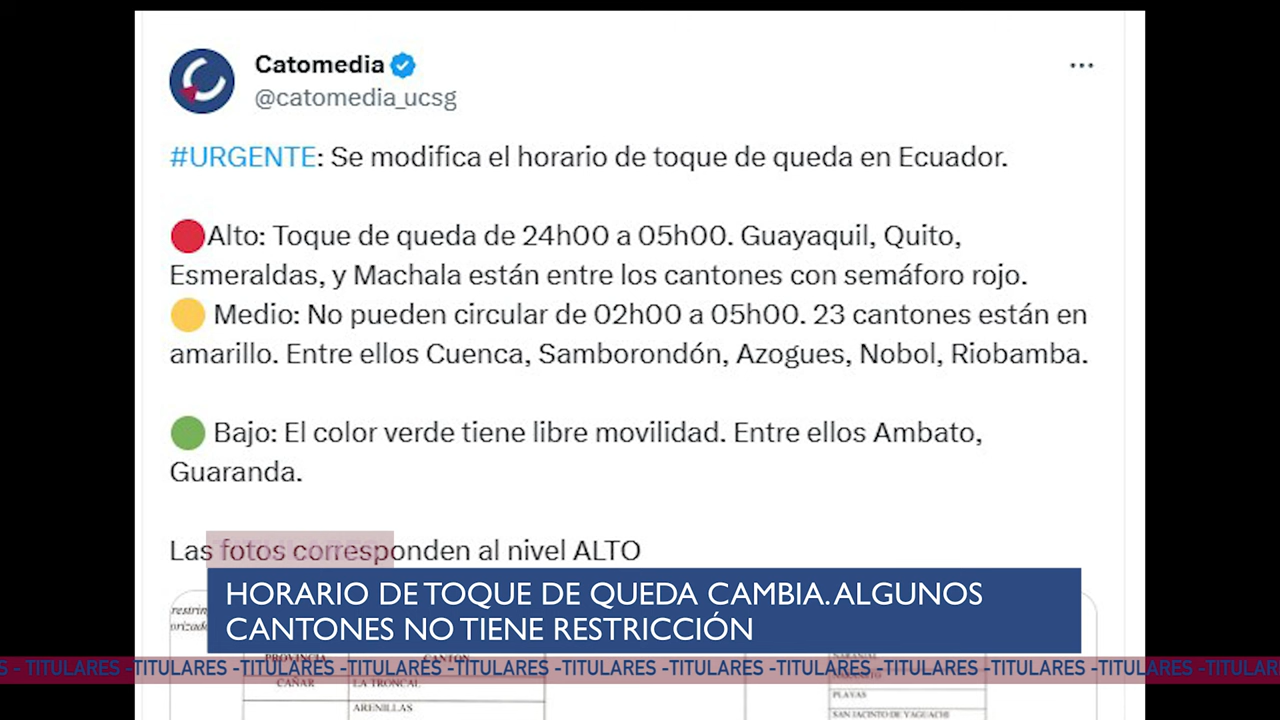 Catomedia
@catomedia_ucsg
#URGENTE: Se modifica el horario de toque de queda en Ecuador.
Alto: Toque de queda de 24h00 a 05h00. Guayaquil, Quito,
Esmeraldas, y Machala están entre los cantones con semáforo rojo.
Medio: No pueden circular de 02h00 a 05h00. 23 cantones están en
amarillo. Entre ellos Cuenca, Samborondón, Azogues, Nobol, Riobamba.
Bajo: El color verde tiene libre movilidad. Entre ellos Ambato,
Guaranda.
Las fotos corresponden al nivel ALTO
HORARIO DE TOQUE DE QUEDA CAMBIA. ALGUNOS
CANTONES NO TIENE RESTRICCIÓN
S - TITULARES -TITULARES -TITULARES -TITULARES -TITULARES -TITULARES -TITULARES -TITULARES -TITULARES -TITULARES -TITULARES -TITULAR
PROVINCIA CANTON
CAÑAR LA TRONCAL
ARENILLAS
PLAYAS
SAN JACINTO DE YAGUACHI